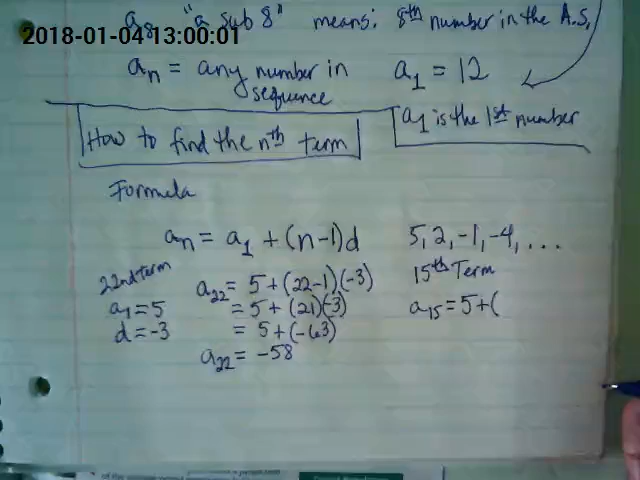 a8 "a sub 8" means: 8th number in the A.S.
2018-01-04 13:00:01
an = any number in sequence
a1 = 12
a1 is the 1st number
How to find the nth term
Formula
an = a1 + (n-1)d
5, 2, -1, -4, ...
22nd term
a1 = 5
d = -3
a22 = 5+(22-1)(-3)
= 5+(21)(-3)
= 5+(-63)
a22 = -58
15th Term
a15 = 5+(